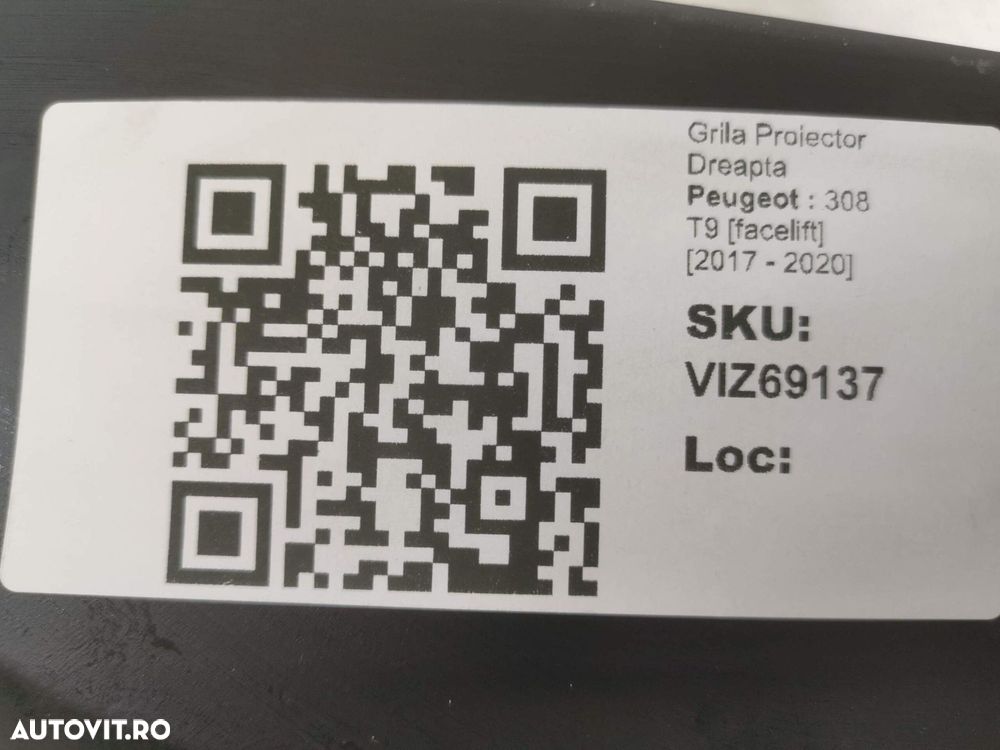 Grila Proiector
Dreapta
Peugeot : 308
T9 [facelift]
[2017 - 2020]
SKU:
VIZ69137
Loc:
AUTOVIT.RO